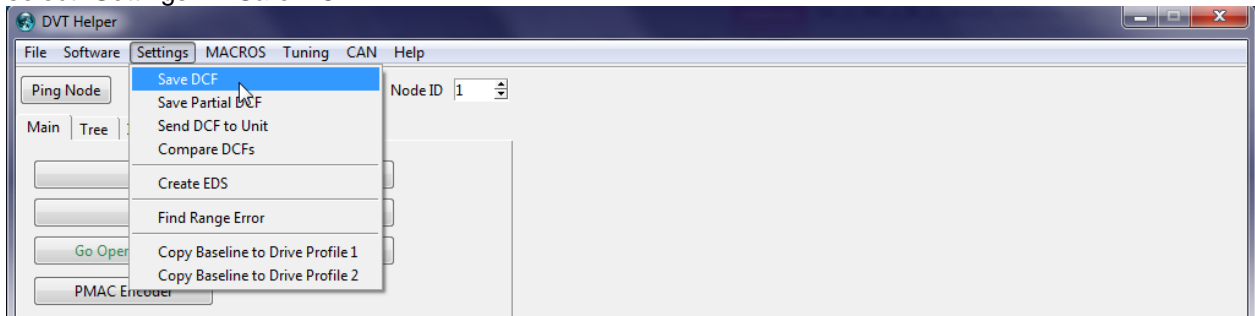 DVT Helper
File Software Settings MACROS Tuning CAN Help
Ping Node
Node ID 1
Main Tree
Save DCF
Save Partial DCF
Send DCF to Unit
Compare DCFs
Create EDS
Find Range Error
Copy Baseline to Drive Profile 1
Copy Baseline to Drive Profile 2
Go Oper
PMAC Encoder